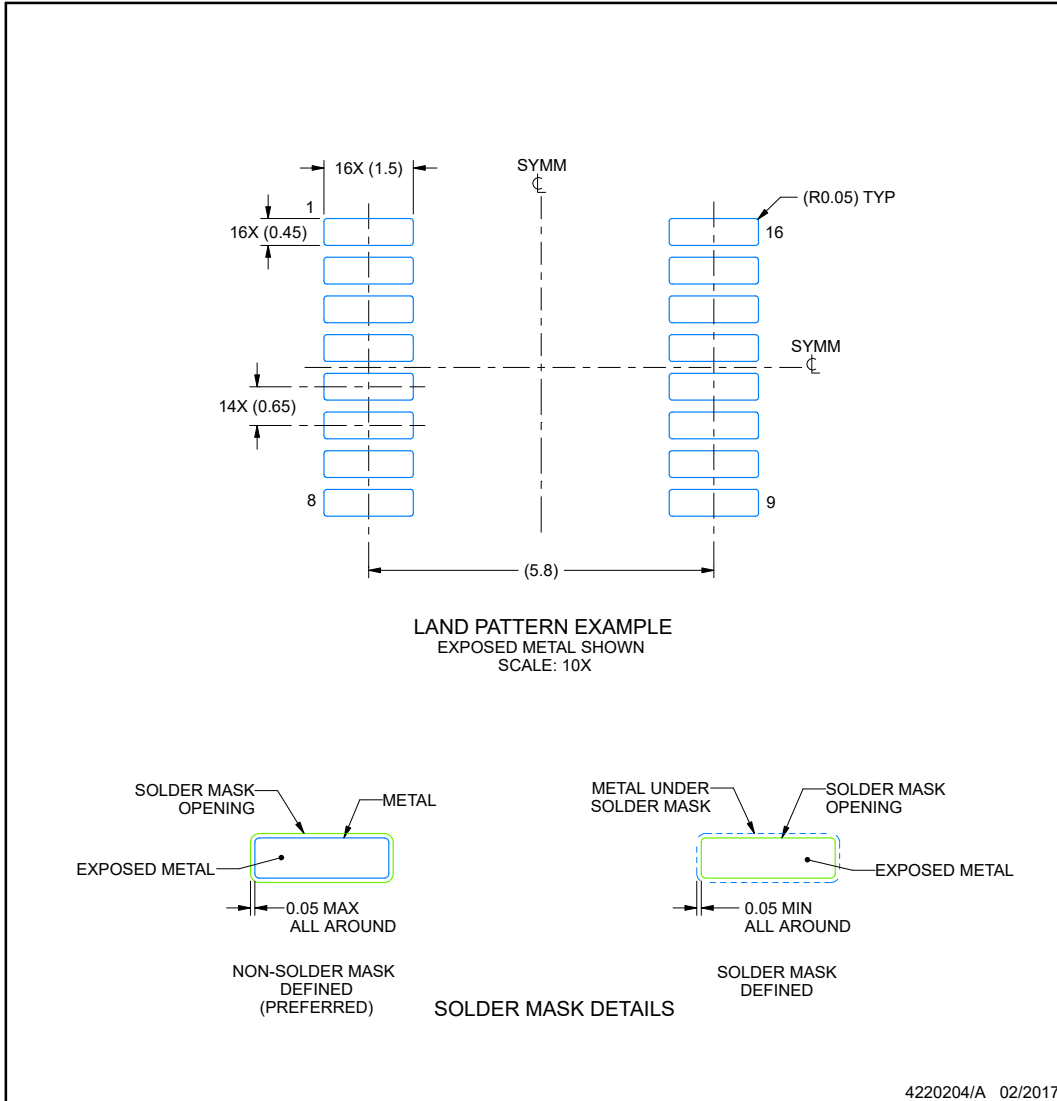 16X (1.5)
SYMM
℄
(R0.05) TYP
1
16X (0.45)
16
SYMM
℄
14X (0.65)
8
9
(5.8)
LAND PATTERN EXAMPLE
EXPOSED METAL SHOWN
SCALE: 10X
SOLDER MASK
OPENING
METAL
EXPOSED METAL
0.05 MAX
ALL AROUND
NON-SOLDER MASK
DEFINED
(PREFERRED)
METAL UNDER
SOLDER MASK
SOLDER MASK
OPENING
EXPOSED METAL
0.05 MIN
ALL AROUND
SOLDER MASK
DEFINED
SOLDER MASK DETAILS
4220204/A 02/2017